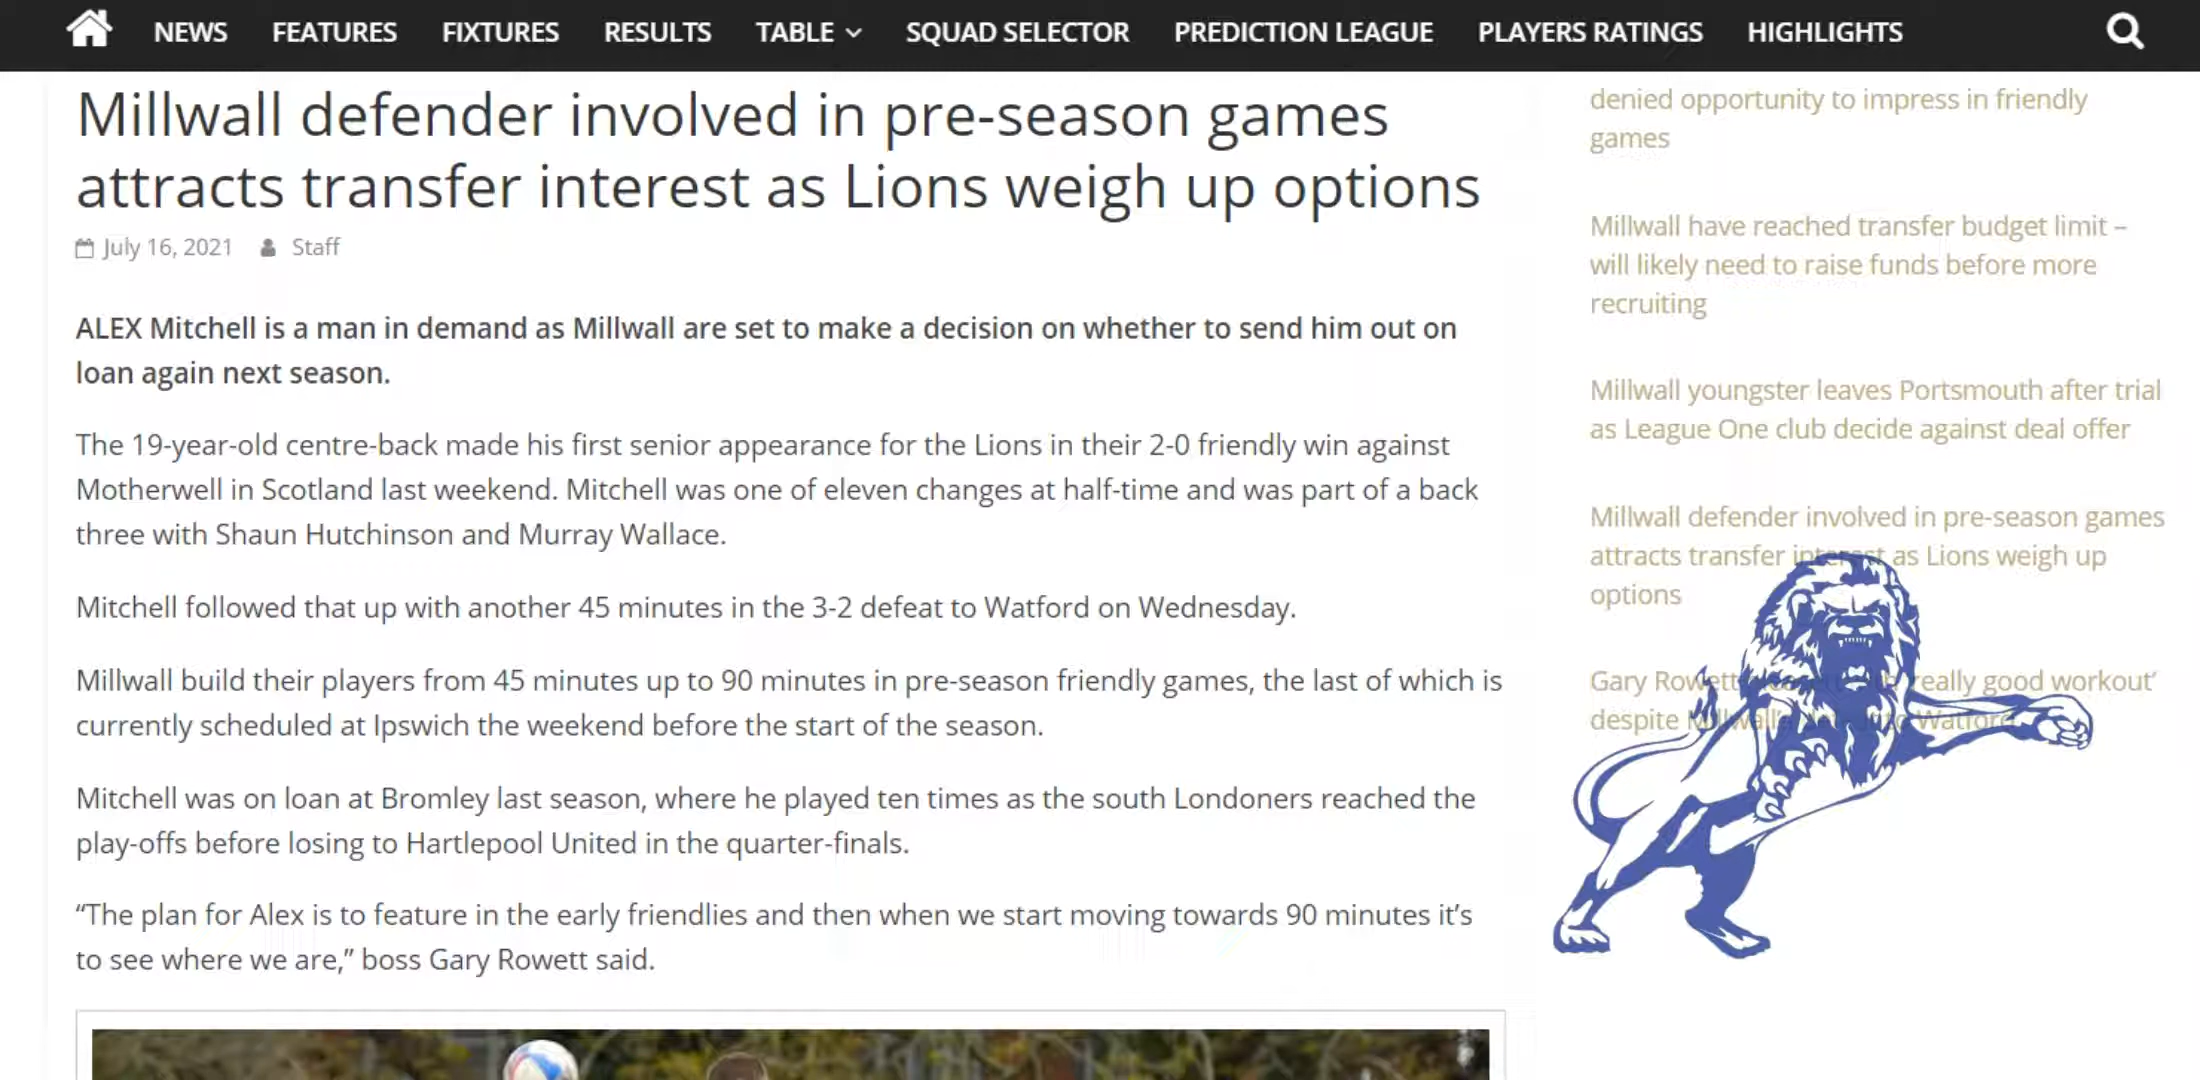 NEWS FEATURES FIXTURES RESULTS TABLE SQUAD SELECTOR PREDICTION LEAGUE PLAYERS RATINGS HIGHLIGHTS
Millwall defender involved in pre-season games
attracts transfer interest as Lions weigh up options
July 16, 2021 Staff
ALEX Mitchell is a man in demand as Millwall are set to make a decision on whether to send him out on
loan again next season.
The 19-year-old centre-back made his first senior appearance for the Lions in their 2-0 friendly win against
Motherwell in Scotland last weekend. Mitchell was one of eleven changes at half-time and was part of a back
three with Shaun Hutchinson and Murray Wallace.
Mitchell followed that up with another 45 minutes in the 3-2 defeat to Watford on Wednesday.
Millwall build their players from 45 minutes up to 90 minutes in pre-season friendly games, the last of which is
currently scheduled at Ipswich the weekend before the start of the season.
Mitchell was on loan at Bromley last season, where he played ten times as the south Londoners reached the
play-offs before losing to Hartlepool United in the quarter-finals.
“The plan for Alex is to feature in the early friendlies and then when we start moving towards 90 minutes it’s
to see where we are,” boss Gary Rowett said.
denied opportunity to impress in friendly
games
Millwall have reached transfer budget limit –
will likely need to raise funds before more
recruiting
Millwall youngster leaves Portsmouth after trial
as League One club decide against deal offer
Millwall defender involved in pre-season games
attracts transfer interest as Lions weigh up
options
Gary Rowett really good workout’
despite Millwall’s to Watford